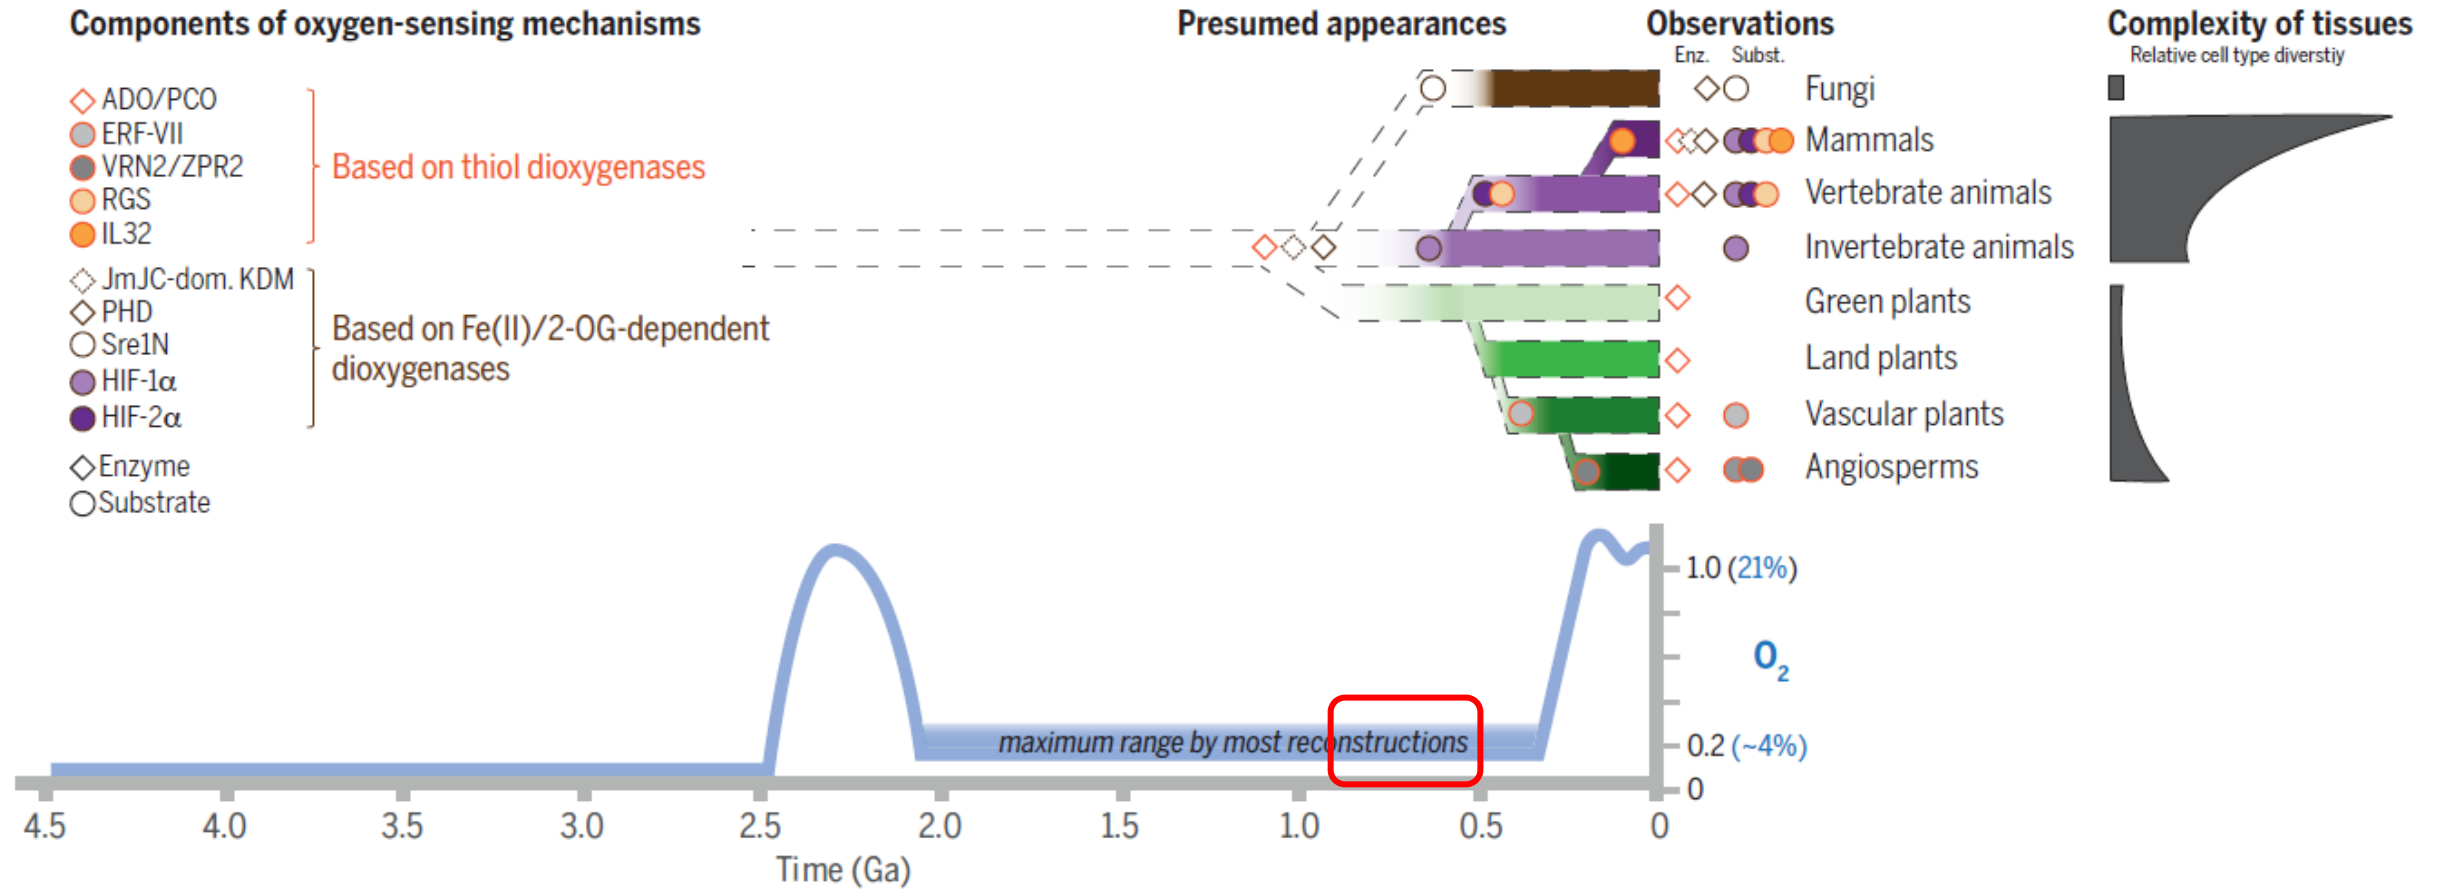 Components of oxygen-sensing mechanisms
ADO/PCO
ERF-VII
VRN2/ZPR2
RGS
IL32
Based on thiol dioxygenases
JmJC-dom. KDM
PHD
Sre1N
HIF-1α
HIF-2α
Based on Fe(II)/2-OG-dependent
dioxygenases
Enzyme
Substrate
Presumed appearances
Observations
Enz. Subst.
Fungi
Mammals
Vertebrate animals
Invertebrate animals
Green plants
Land plants
Vascular plants
Angiosperms
Complexity of tissues
Relative cell type diverstiy
1.0 (21%)
O2
0.2 (~4%)
0
maximum range by most reconstructions
4.5 4.0 3.5 3.0 2.5 2.0 1.5 1.0 0.5 0
Time (Ga)